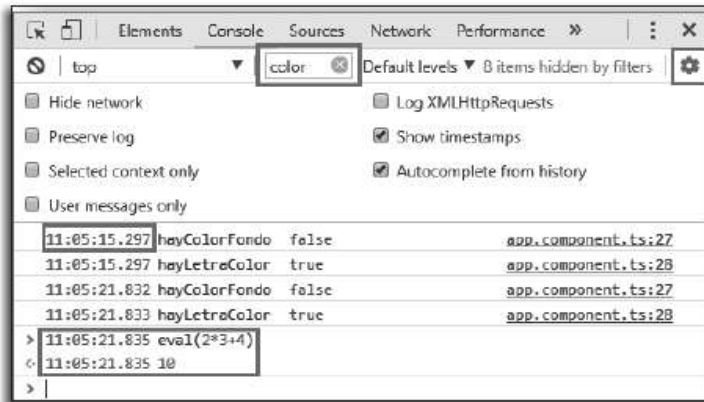 Elements Console Sources Network Performance »
top ▼ color Default levels ▼ 8 items hidden by filters
Hide network Log XMLHttpRequests
Preserve log Show timestamps
Selected context only Autocomplete from history
User messages only
11:05:15.297 hayColorFondo false app.component.ts:27
11:05:15.297 hayLetraColor true app.component.ts:28
11:05:21.832 hayColorFondo false app.component.ts:27
11:05:21.833 hayLetraColor true app.component.ts:28
> 11:05:21.835 eval(2*3+4)
< 11:05:21.835 10
>